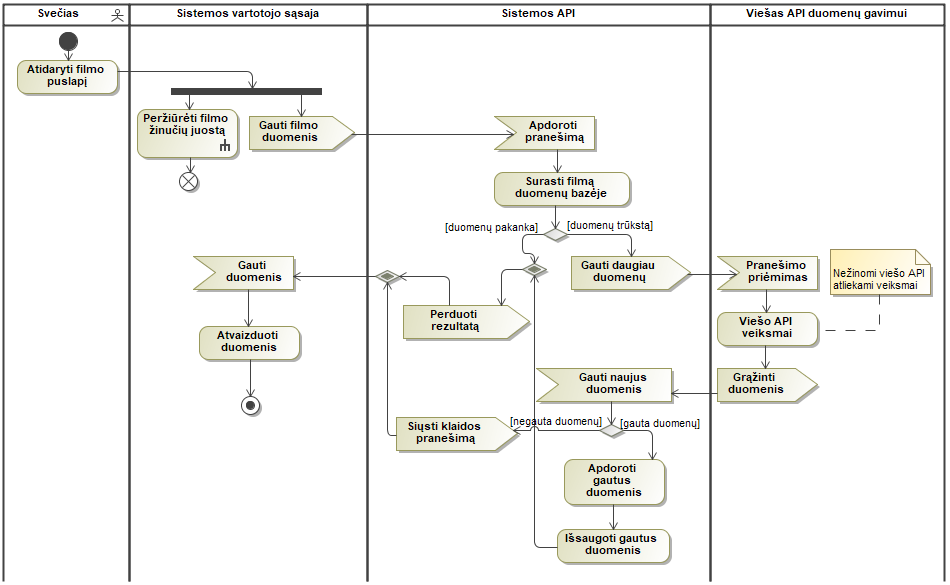 Svečias
Sistemos vartotojo sąsaja
Sistemos API
Viešas API duomenų gavimui
Atidaryti filmo
puslapį
Peržiūrėti filmo
žinučių juostą
Gauti filmo
duomenis
Apdoroti
pranešimą
Surasti filmą
duomenų bazėje
[duomenų pakanka]
[duomenų trūksta]
Gauti
duomenis
Gauti daugiau
duomenų
Pranešimo
priėmimas
Nežinomi viešo API
atliekami veiksmai
Atvaizduoti
duomenis
Perduoti
rezultatą
Viešo API
veiksmai
Gauti naujus
duomenis
Grąžinti
duomenis
Siųsti klaidos
pranešimą
[negauta duomenų]
[gauta duomenų]
Apdoroti
gautus
duomenis
Išsaugoti gautus
duomenis